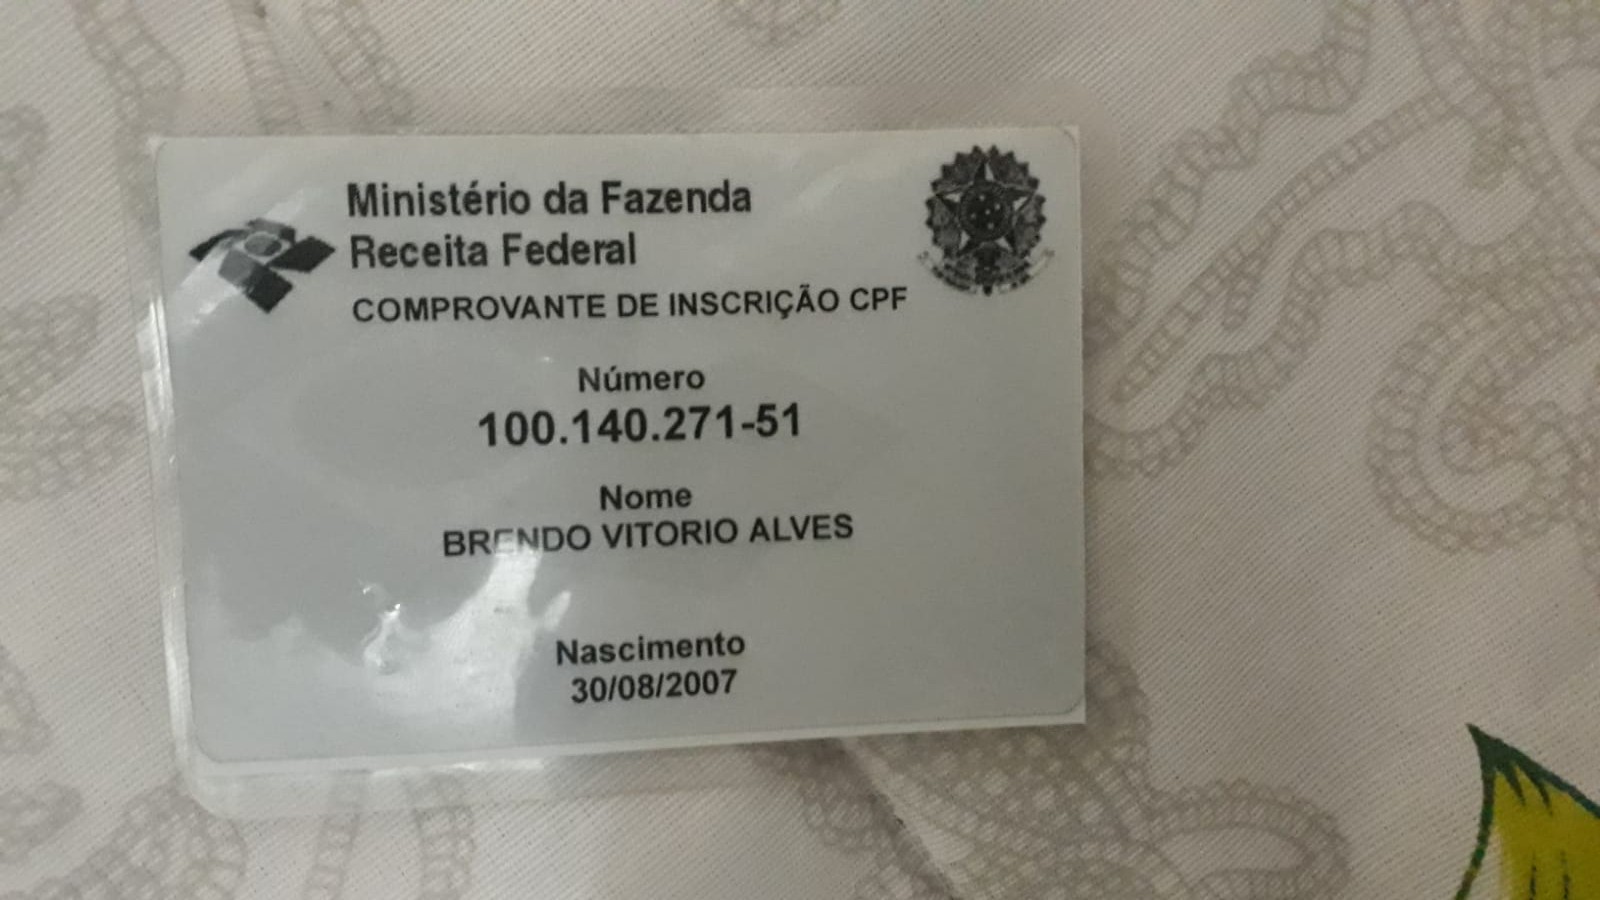 Ministério da Fazenda
Receita Federal
COMPROVANTE DE INSCRIÇÃO CPF
Número
100.140.271-51
Nome
BRENDO VITORIO ALVES
Nascimento
30/08/2007